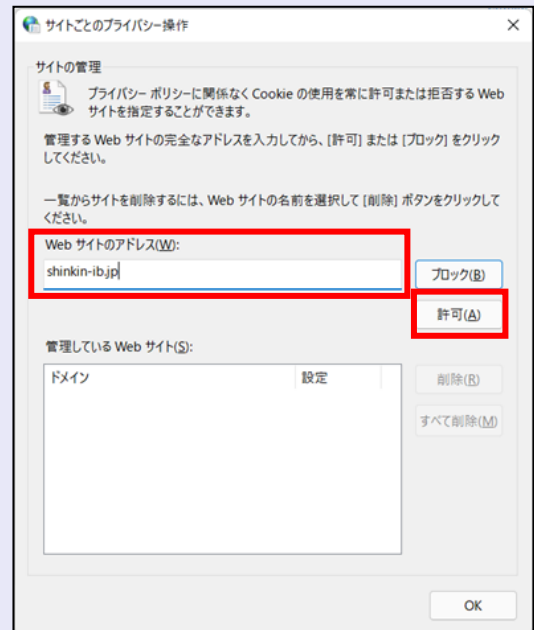 サイトごとのプライバシー操作
サイトの管理
プライバシー ポリシーに関係なく Cookie の使用を常に許可または拒否する Web
サイトを指定することができます。
管理する Web サイトの完全なアドレスを入力してから、[許可] または [ブロック] をクリック
してください。
一覧からサイトを削除するには、Web サイトの名前を選択して [削除] ボタンをクリックして
ください。
Web サイトのアドレス(W):
shinkin-ib.jp
ブロック(B)
許可(A)
管理している Web サイト(S):
ドメイン
設定
削除(R)
すべて削除(M)
OK